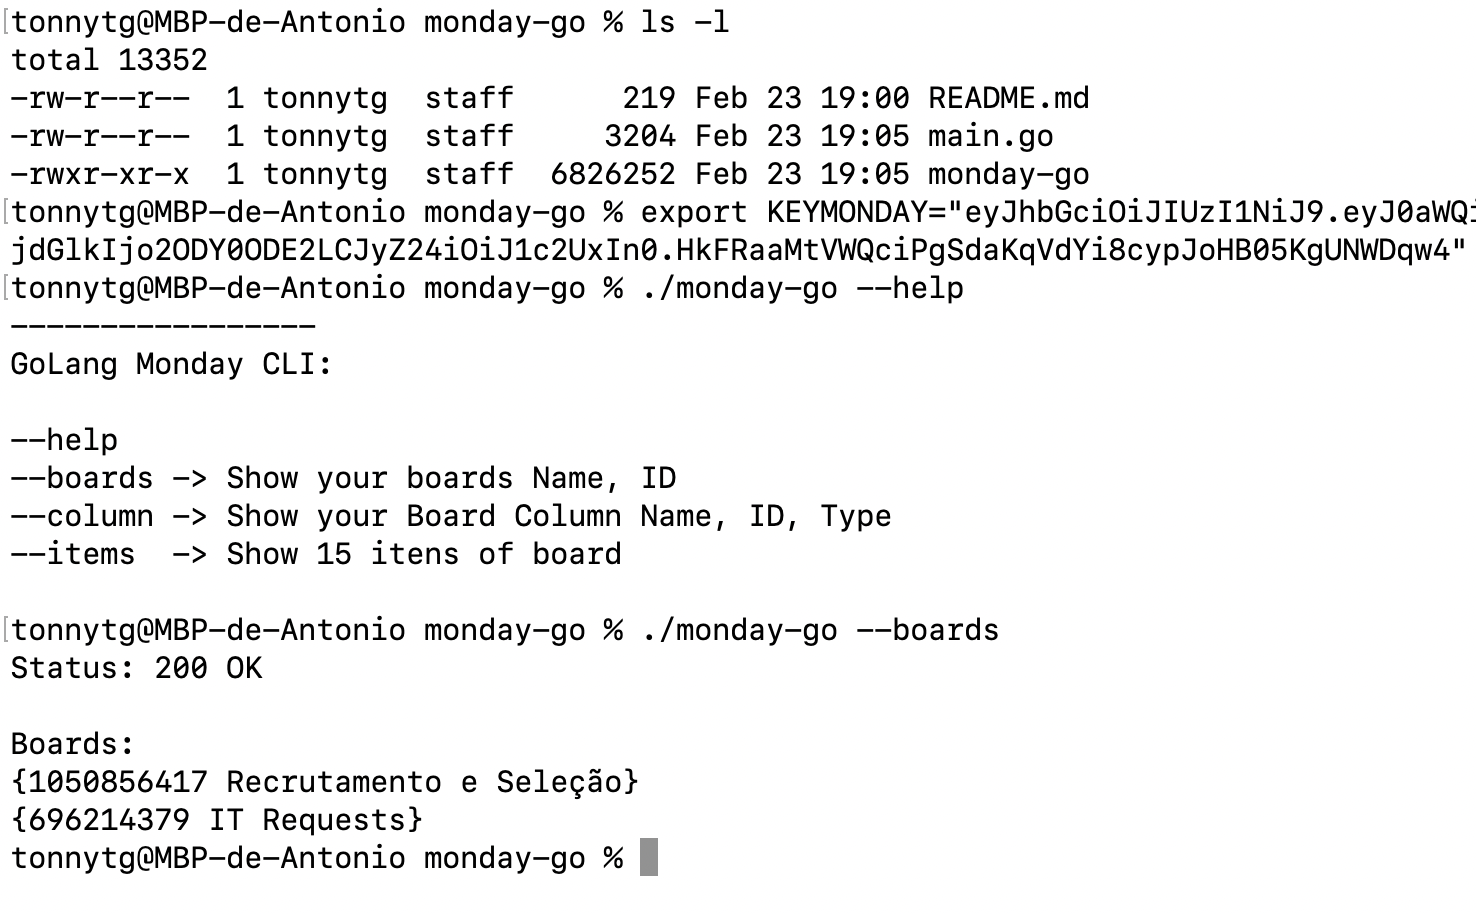 tonnytg@MBP-de-Antonio monday-go % ls -l
total 13352
-rw-r--r--  1 tonnytg  staff      219 Feb 23 19:00 README.md
-rw-r--r--  1 tonnytg  staff     3204 Feb 23 19:05 main.go
-rwxr-xr-x  1 tonnytg  staff  6826252 Feb 23 19:05 monday-go
tonnytg@MBP-de-Antonio monday-go % export KEYMONDAY="eyJhbGciOiJIUzI1NiJ9.eyJ0aWQi
jdGlkIjo2ODY0ODE2LCJyZ24iOiJ1c2UxIn0.HkFRaaMtVWQciPgSdaKqVdYi8cypJoHB05KgUNWDqw4"
tonnytg@MBP-de-Antonio monday-go % ./monday-go --help
-----------------
GoLang Monday CLI:
--help
--boards -> Show your boards Name, ID
--column -> Show your Board Column Name, ID, Type
--items  -> Show 15 itens of board
tonnytg@MBP-de-Antonio monday-go % ./monday-go --boards
Status: 200 OK
Boards:
{1050856417 Recrutamento e Seleção}
{696214379 IT Requests}
tonnytg@MBP-de-Antonio monday-go %